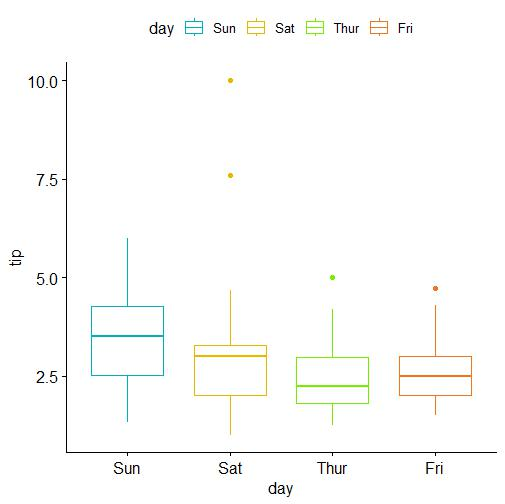 day Sun Sat Thur Fri
10.0
7.5
5.0
2.5
tip
Sun Sat Thur Fri
day